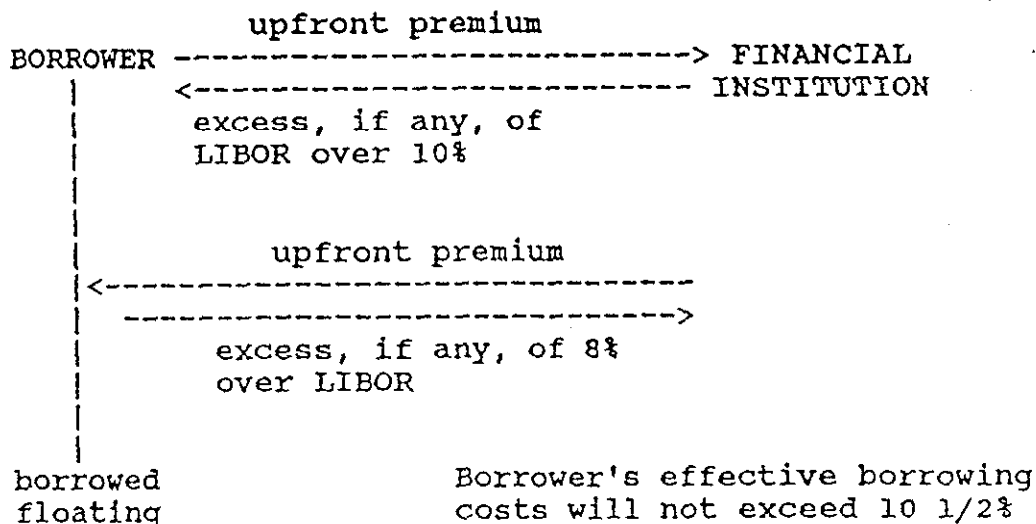 upfront premium
BORROWER ----------------------------> FINANCIAL
<--------------------------- INSTITUTION
excess, if any, of
LIBOR over 10%
upfront premium
<--------------------------------
------------------------------>
excess, if any, of 8%
over LIBOR
borrowed Borrower's effective borrowing
floating costs will not exceed 10 1/2%